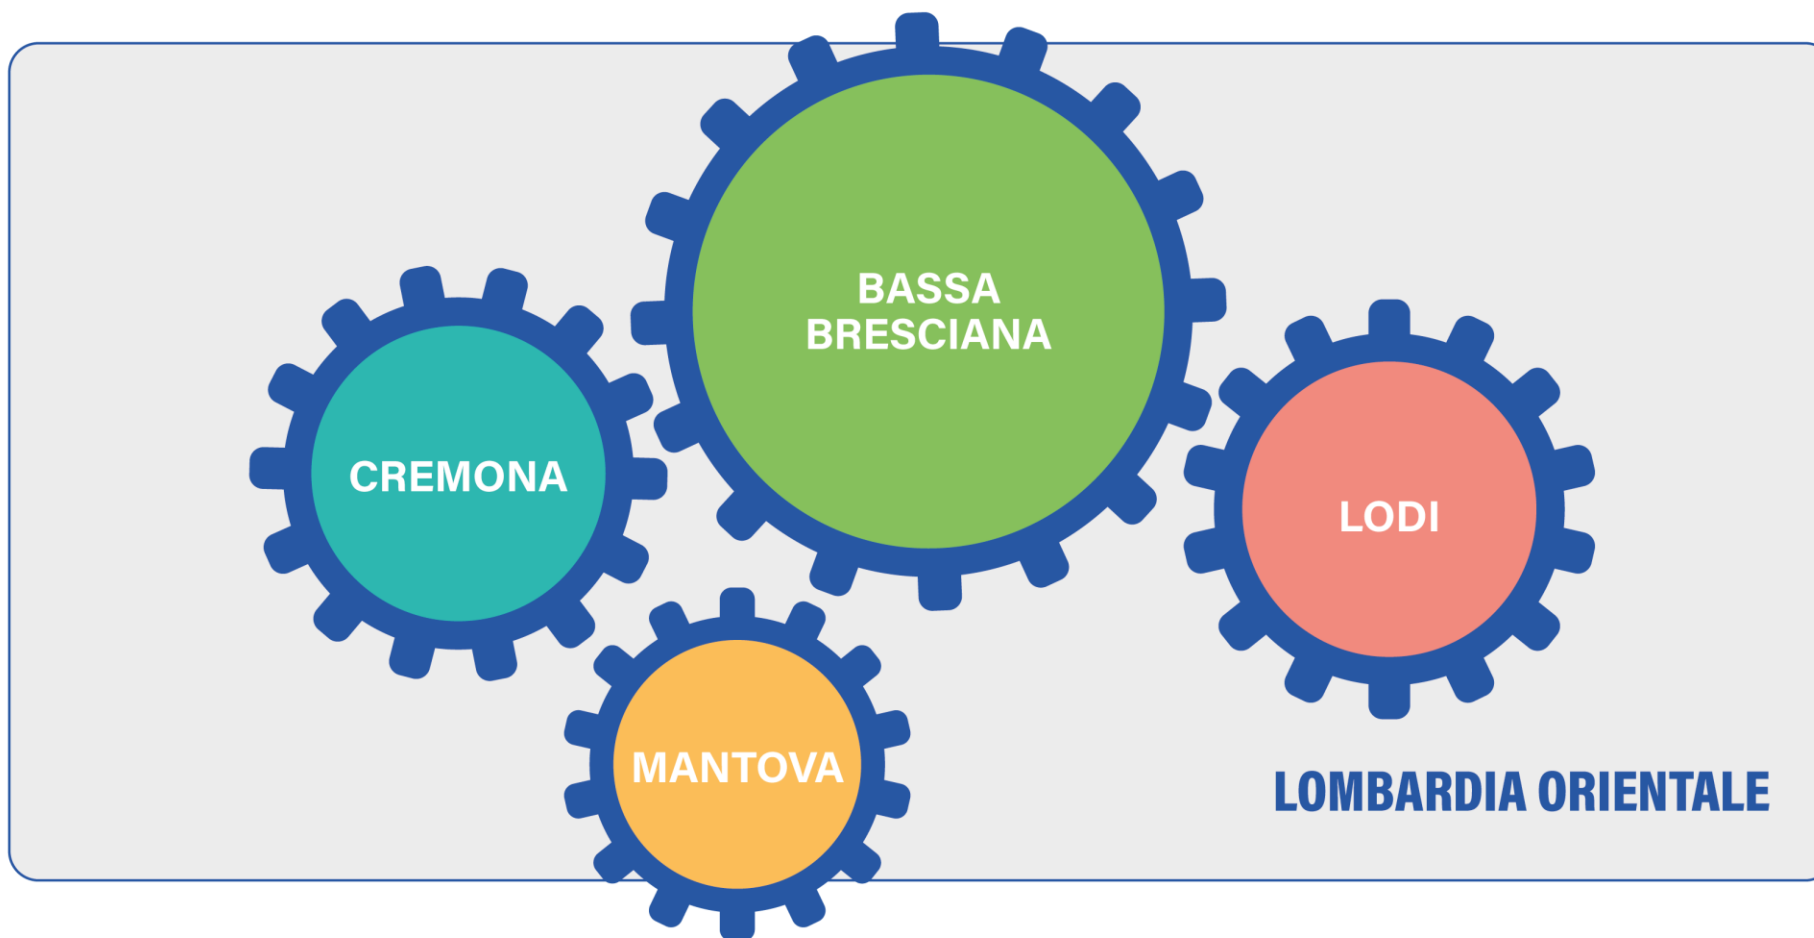 BASSA
BRESCIANA
CREMONA
LODI
MANTOVA
LOMBARDIA ORIENTALE